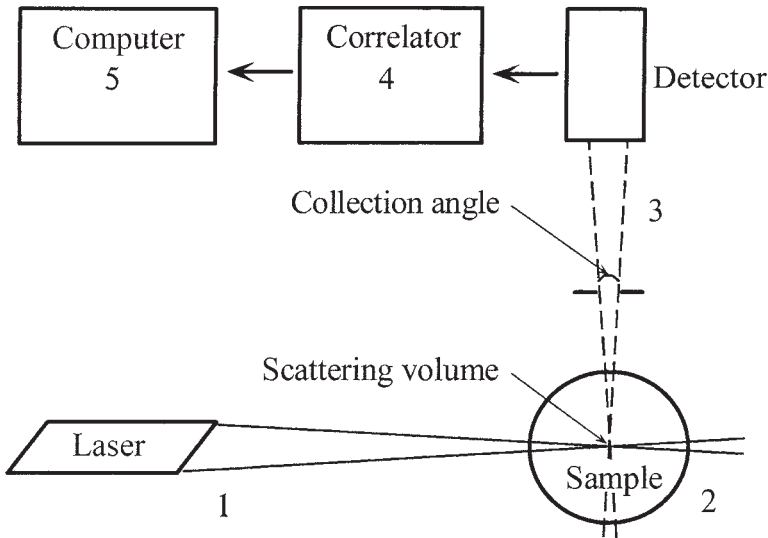 Computer
5
Correlator
4
Detector
Collection angle
3
Scattering volume
Laser
Sample
1
2